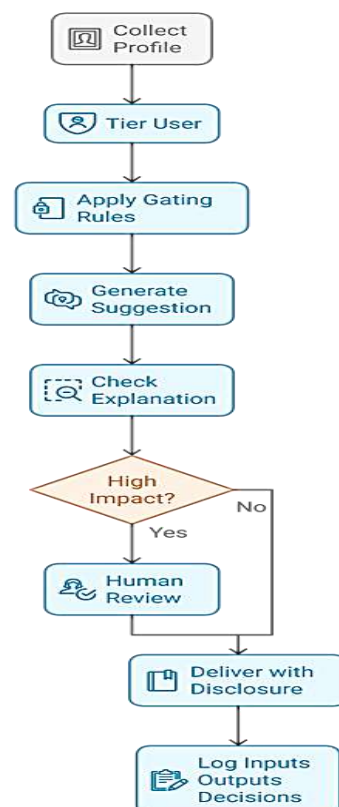 Collect
Profile
Tier User
Apply Gating
Rules
Generate
Suggestion
Check
Explanation
High
Impact?
No
Yes
Human
Review
Deliver with
Disclosure
Log Inputs
Outputs
Decisions